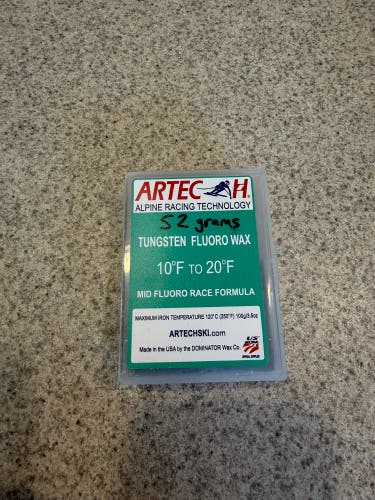 ARTECH
ALPINE RACING TECHNOLOGY
52 grams
TUNGSTEN FLUORO WAX
10°F TO 20°F
MID FLUORO RACE FORMULA
MAXIMUM IRON TEMPERATURE 120°C (250°F) 100g/3.5oz
ARTECHSKI.com
Made in the USA by the DOMINATOR Wax Co.